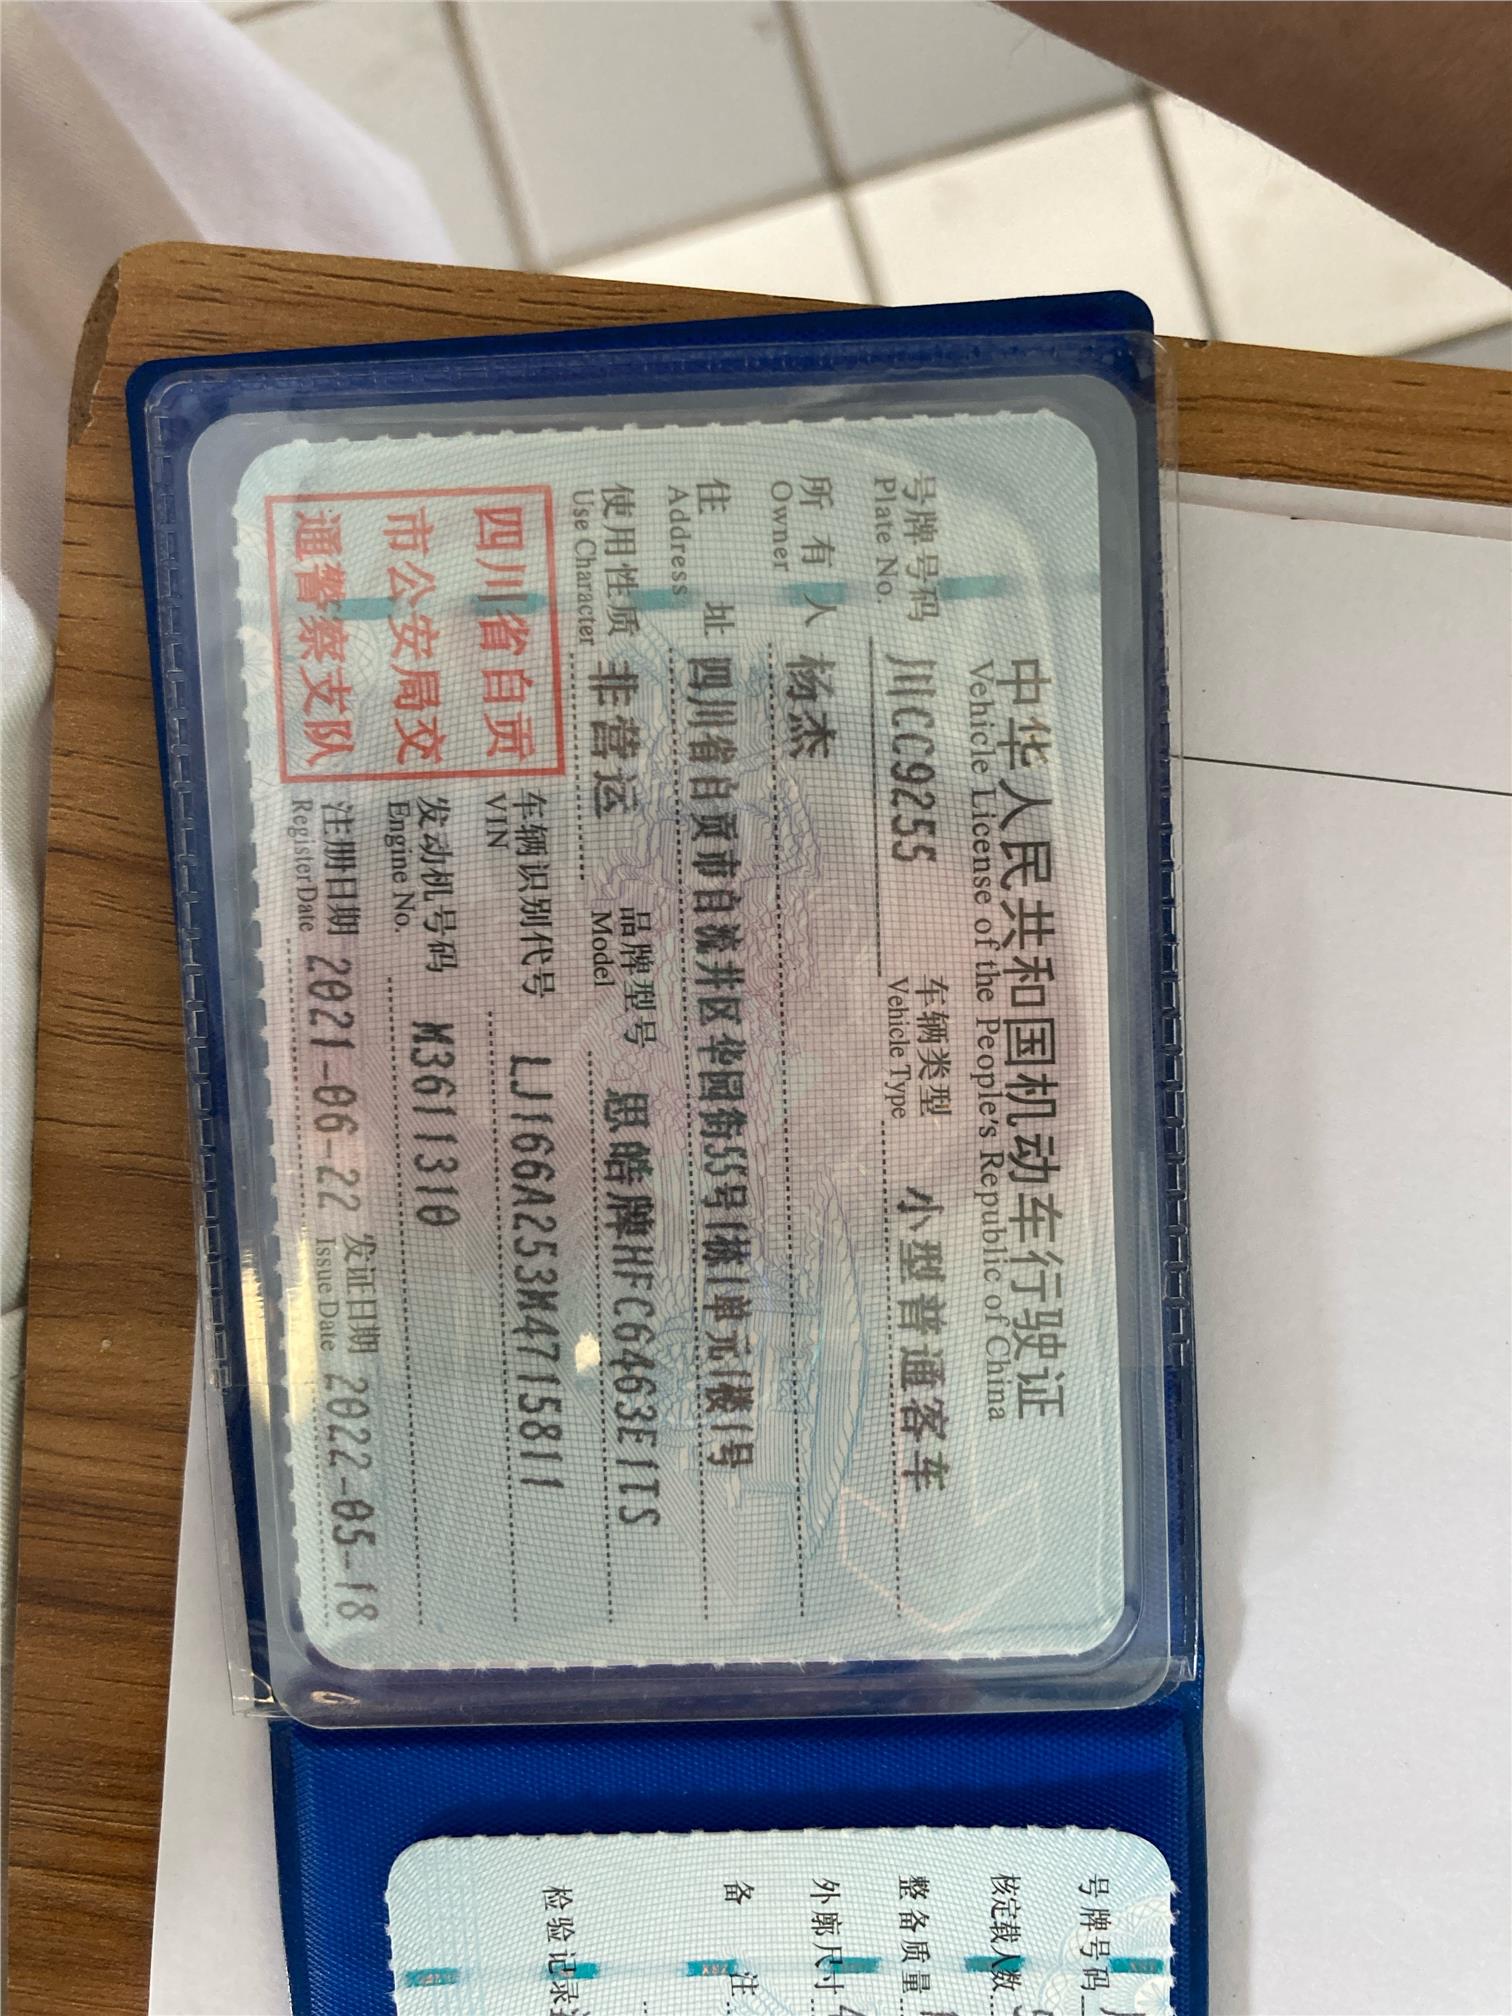 中华人民共和国机动车行驶证
Vehicle License of the People's Republic of China
号牌号码 川CC9255 车辆类型 小型普通客车
Plate No. Vehicle Type
所有人 杨杰
Owner
住址 四川省自贡市自流井区华园街55号1栋1单元1楼1号
Address
使用性质 非营运 品牌型号 思皓牌HFC6463E1TS
Use Character Model
四川省自贡
市公安局交
通警察支队
车辆识别代号 LJ166A253M4715811
VIN
发动机号码 M3611310
Engine No.
注册日期 2021-06-22 发证日期 2022-05-18
Register Date Issue Date
号牌号码
核定载人数
整备质量
外廓尺寸
备注
检验记录